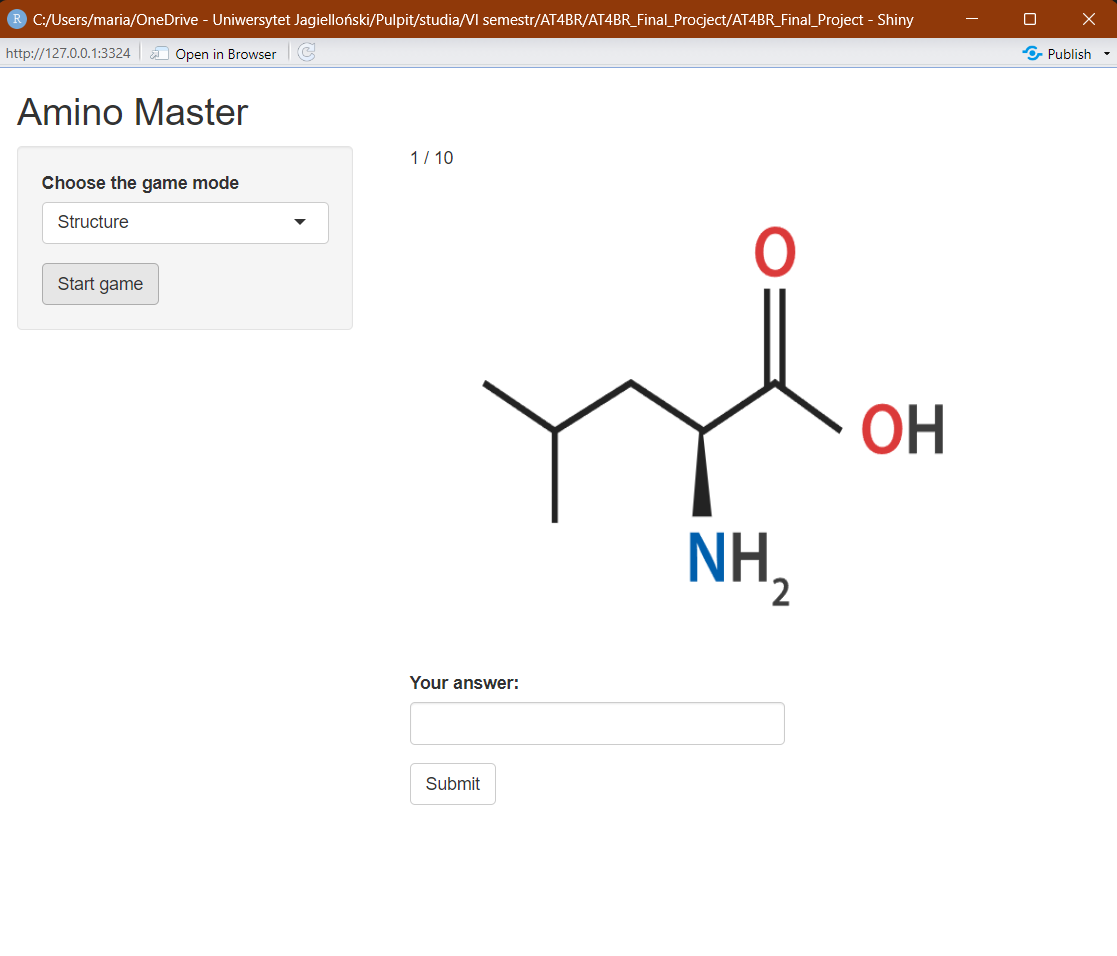 R C:/Users/maria/OneDrive - Uniwersytet Jagielloński/Pulpit/studia/VI semestr/AT4BR/AT4BR_Final_Procject/AT4BR_Final_Project - Shiny
http://127.0.0.1:3324 Open in Browser Publish
Amino Master
Choose the game mode
Structure
Start game
1 / 10
O
OH
NH2
Your answer:
Submit